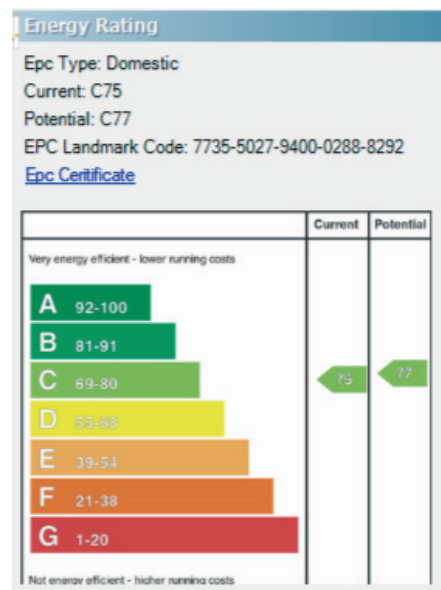 Energy Rating
Epc Type: Domestic
Current: C75
Potential: C77
EPC Landmark Code: 7735-5027-9400-0288-8292
Epc Ceritificate
Current Potential
Very energy efficient - lower running costs
A 92-100
B 81-91
C 69-80
75
77
D 55-68
E 39-54
F 21-38
G 1-20
Not energy efficient - higher running costs